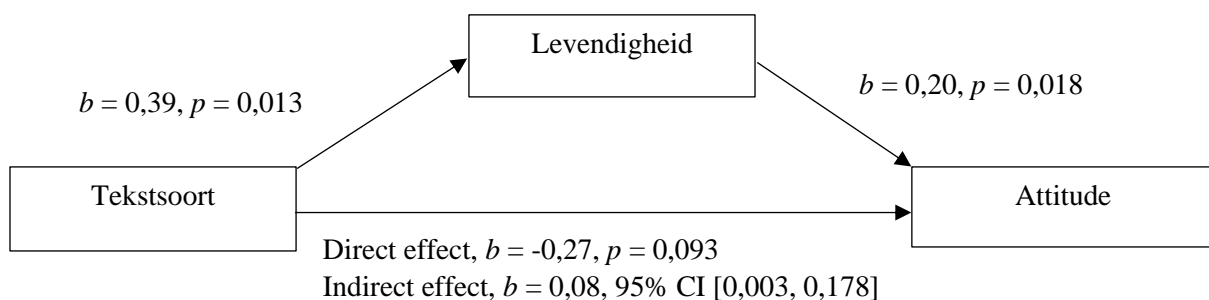 Levendigheid
b = 0,39, p = 0,013
b = 0,20, p = 0,018
Tekstsoort
Attitude
Direct effect, b = -0,27, p = 0,093
Indirect effect, b = 0,08, 95% CI [0,003, 0,178]